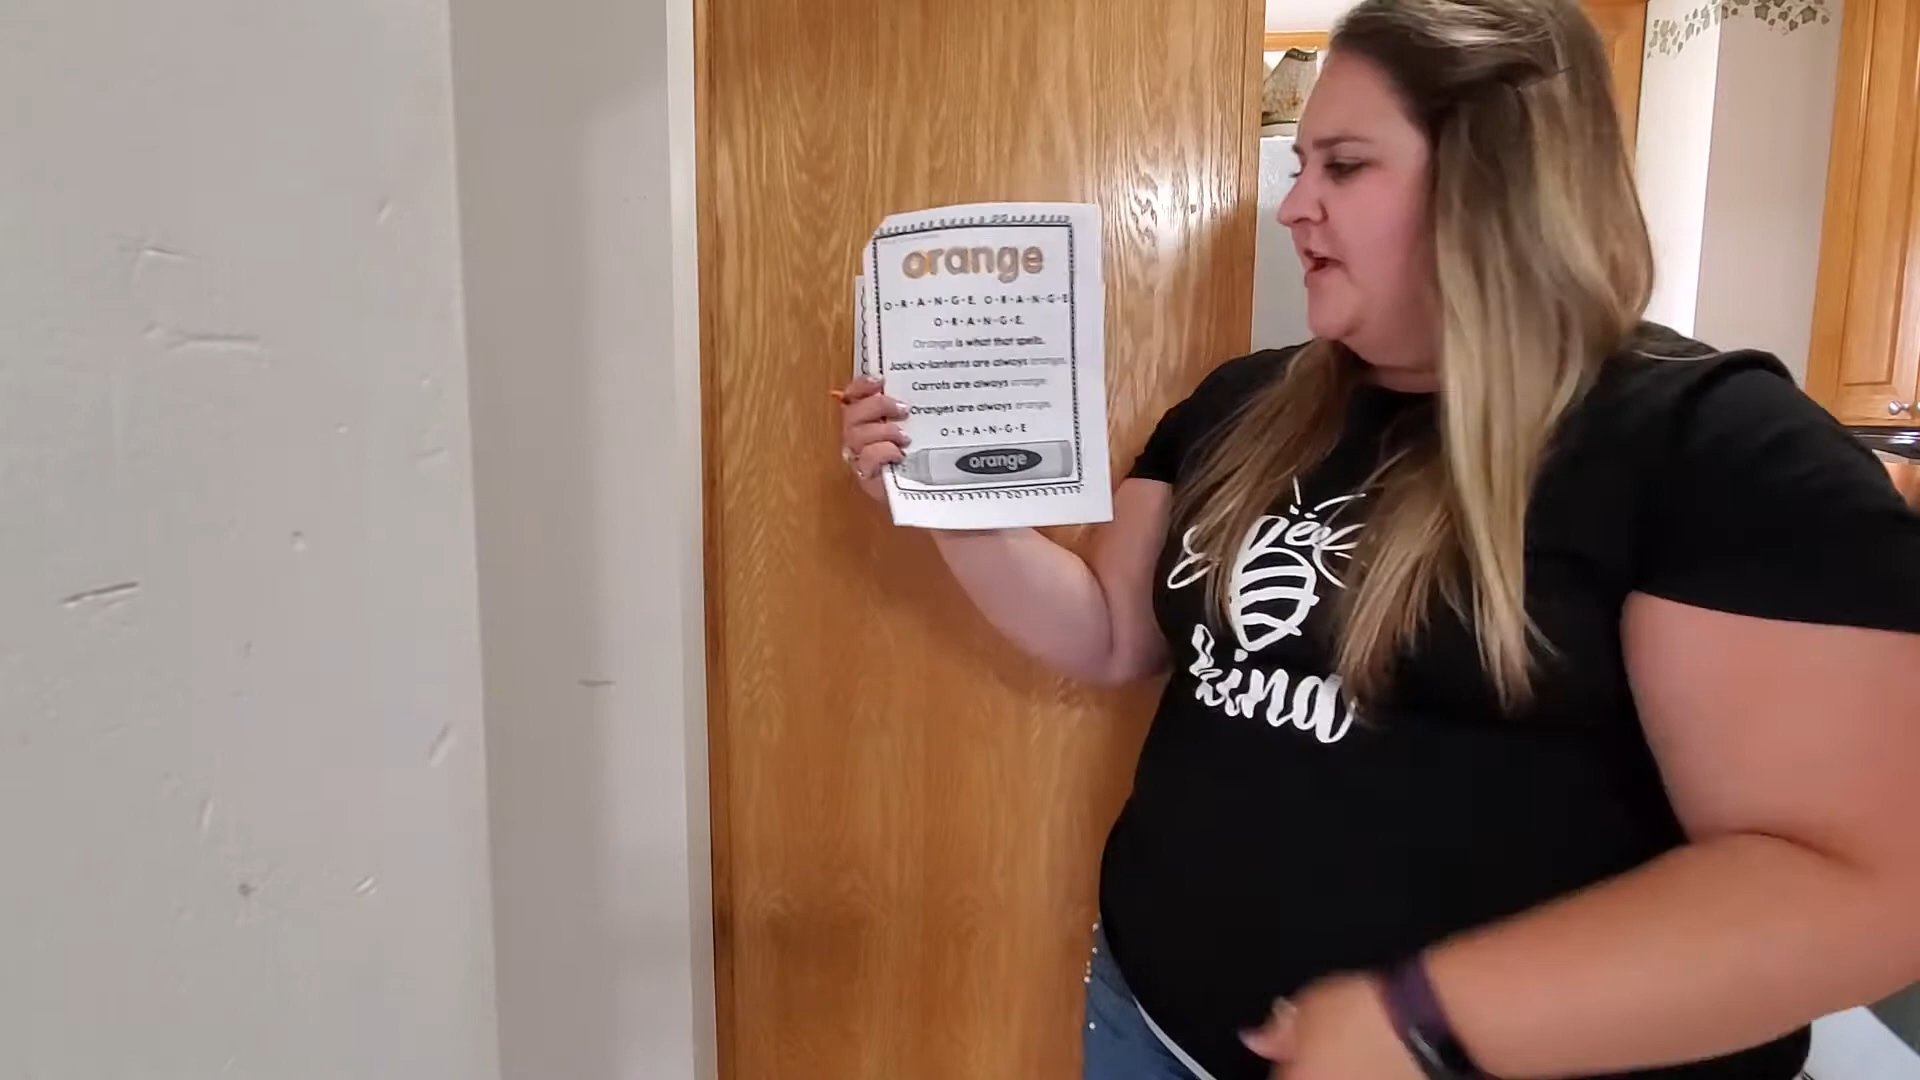 orange
O-R-A-N-G-E, O-R-A-N-G-E
O-R-A-N-G-E,
Orange is what that spells.
Jack-o-lanterns are always orange.
Carrots are always orange.
Oranges are always orange.
O-R-A-N-G-E
orange
Bee
kind